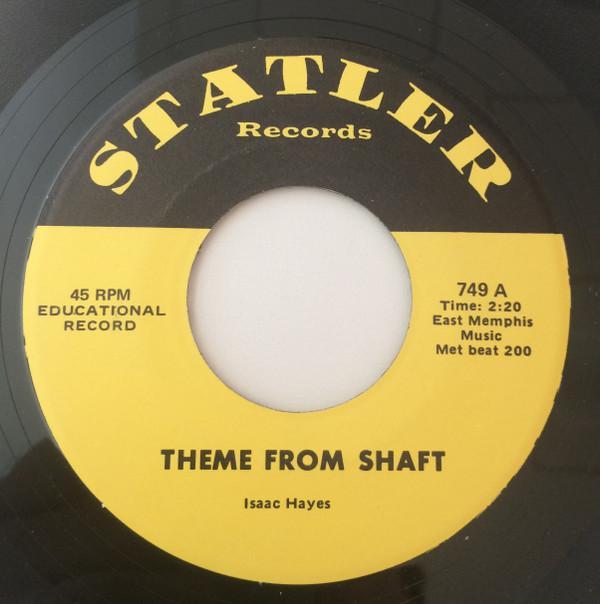 STATLER
Records
45 RPM
EDUCATIONAL
RECORD
749 A
Time: 2:20
East Memphis
Music
Met beat 200
THEME FROM SHAFT
Isaac Hayes